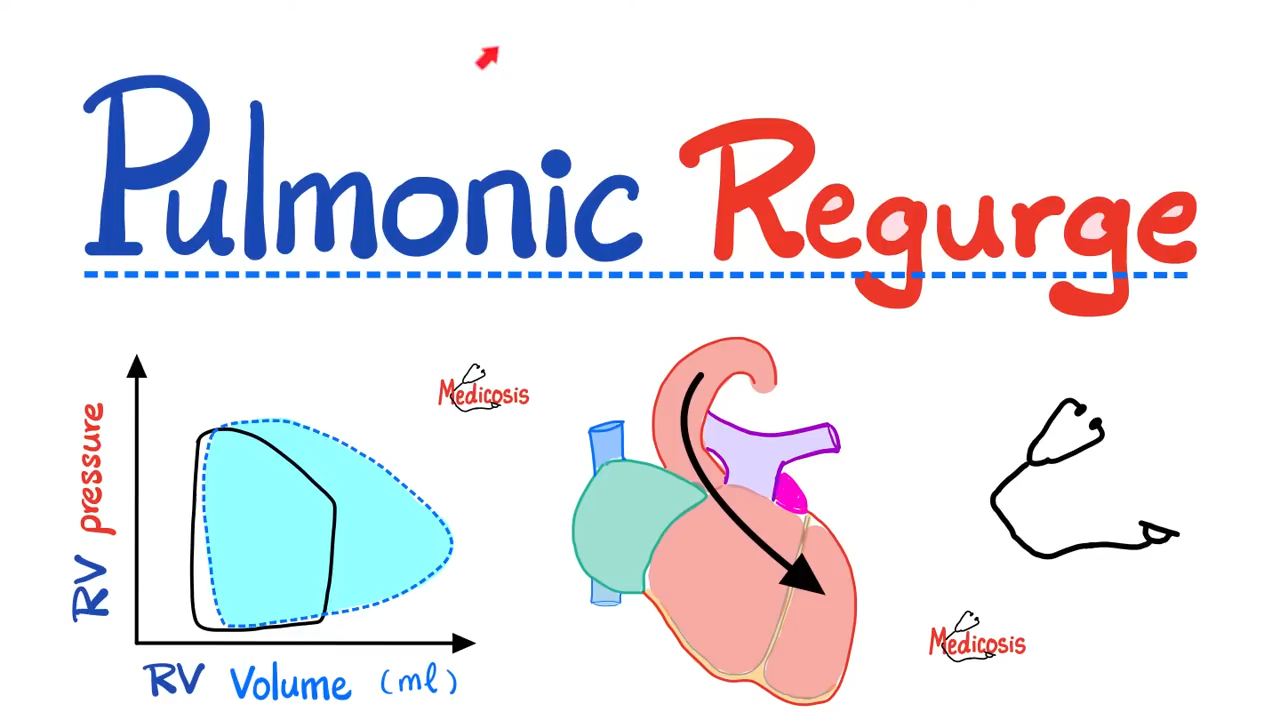 Pulmonic Regurge
Medicosis
RV pressure
RV Volume (ml)
Medicosis